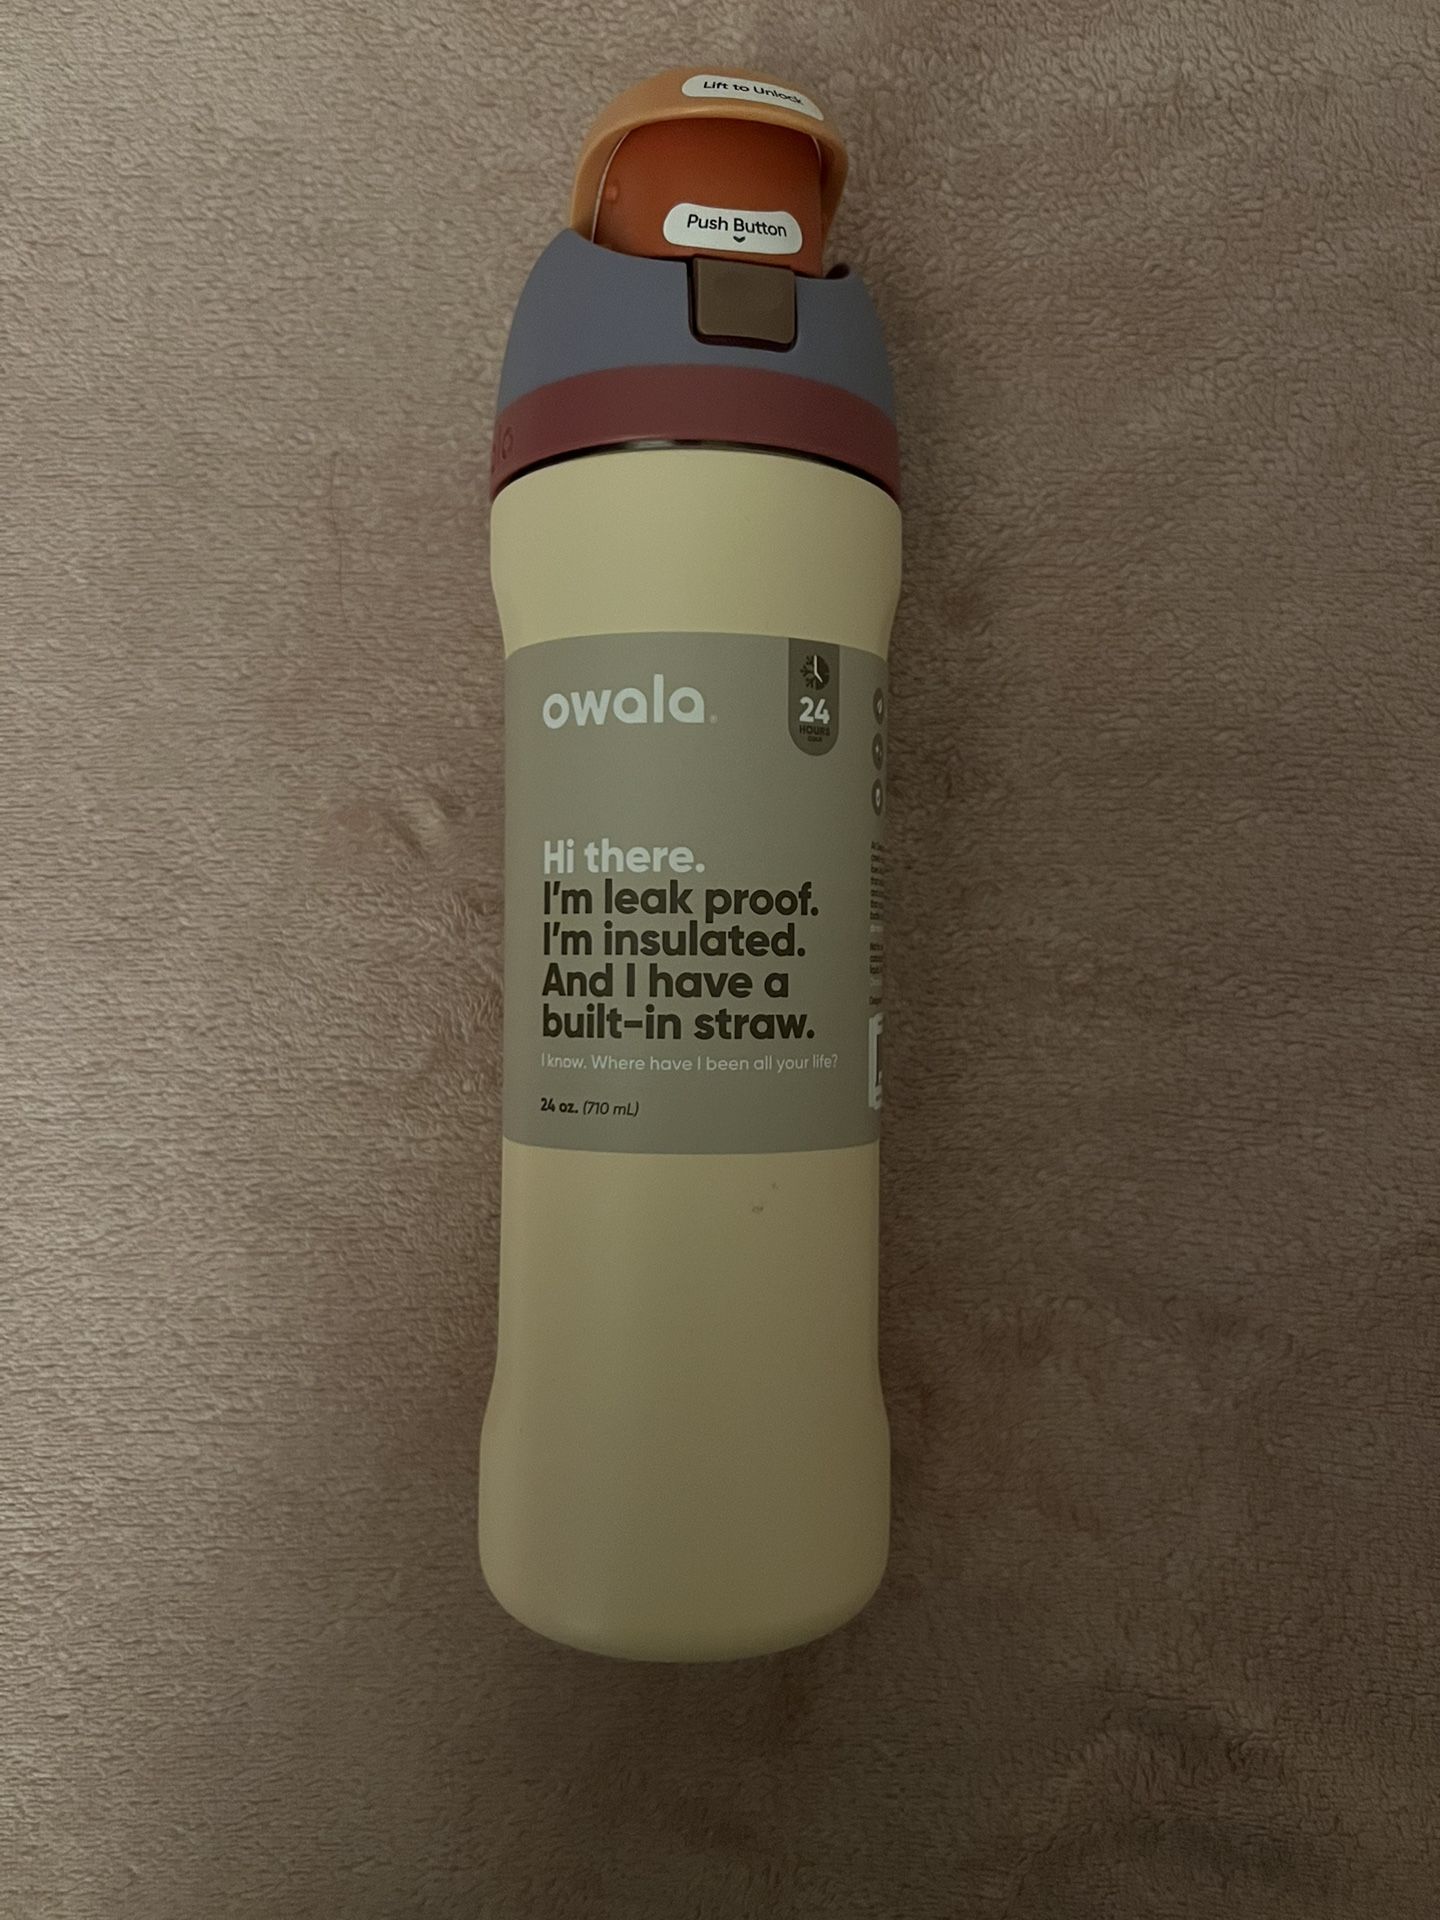 Lift to Unlock
Push Button
owala
24
HOURS
Hi there.
I'm leak proof.
I'm insulated.
And I have a
built-in straw.
I know. Where have I been all your life?
24 oz. (710 mL)